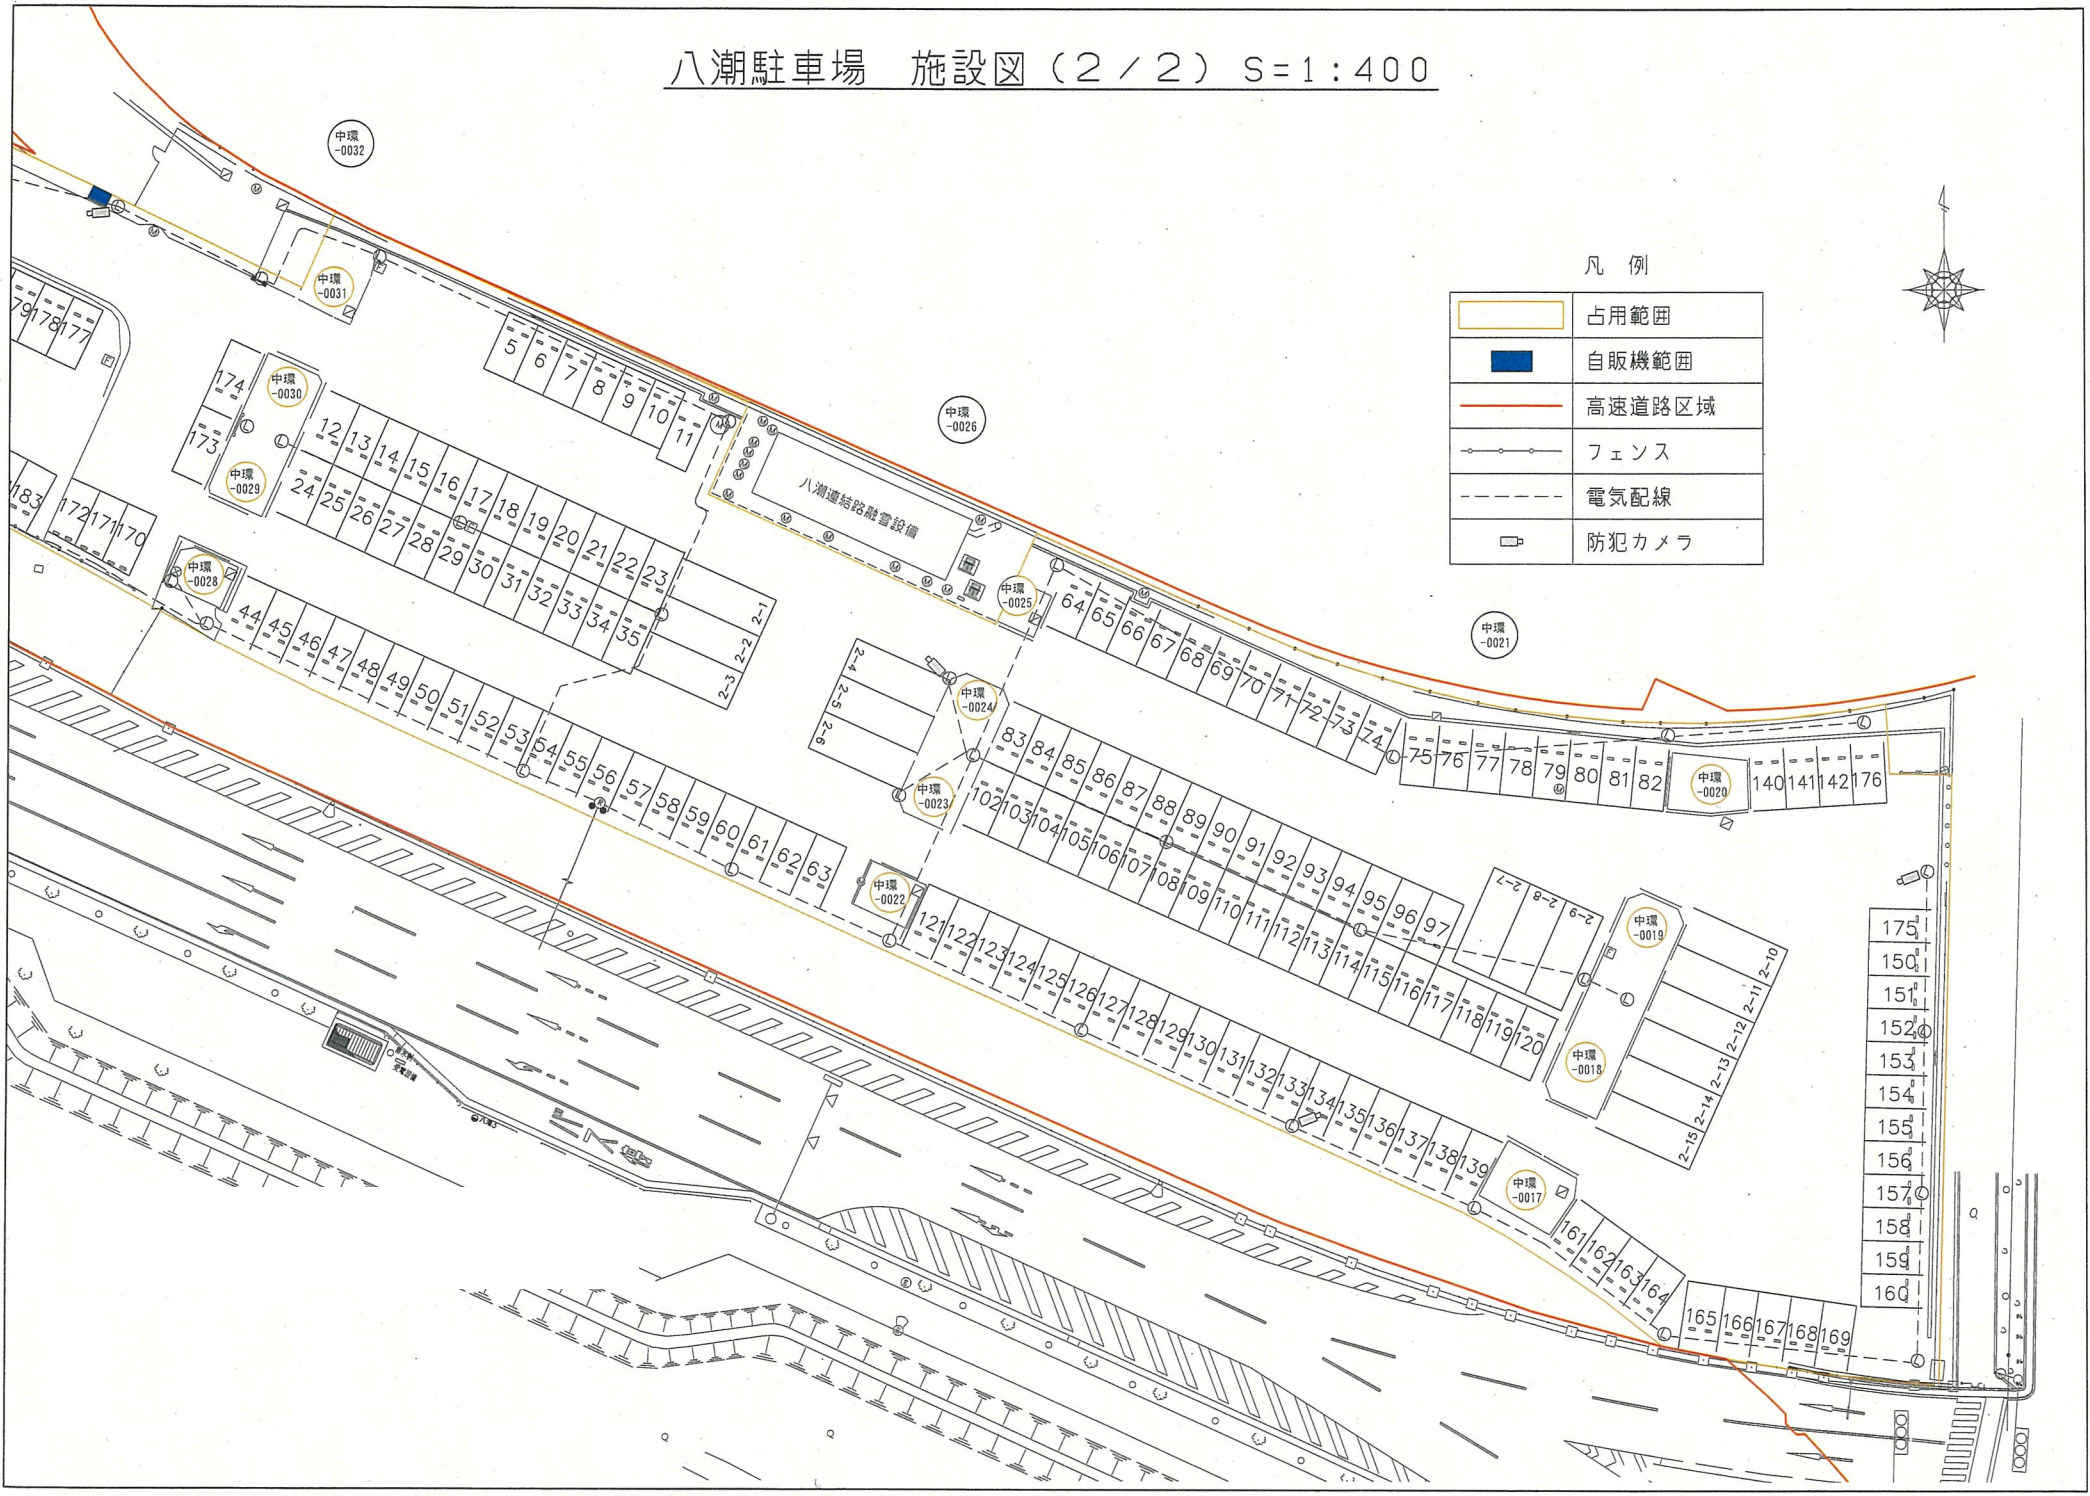 八潮駐車場　施設図（２／２）　S=1:400
中環
-0032
中環
-0031
中環
-0026
中環
-0021
凡　例
占用範囲
自販機範囲
高速道路区域
フェンス
電気配線
防犯カメラ
178 177
5 6 7 8 9 10 11
174
173
中環
-0030
中環
-0029
12 13 14 15 16 17 18 19 20 21 22 23
24 25 26 27 28 29 30 31 32 33 34 35
2-1
2-2
2-3
八潮連結路融雪設備
中環
-0025
183
172 171 170
中環
-0028
44 45 46 47 48 49 50 51 52 53 54 55 56 57 58 59 60 61 62 63
64 65 66 67 68 69 70 71 72 73 74
75 76 77 78 79 80 81 82
中環
-0020
140 141 142 176
2-4
2-5
2-6
中環
-0024
中環
-0023
83 84 85 86 87 88 89 90 91 92 93 94 95 96 97
102 103 104 105 106 107 108 109 110 111 112 113 114 115 116 117 118 119 120
2-7 2-8 2-9
中環
-0022
121 122 123 124 125 126 127 128 129 130 131 132 133 134 135 136 137 138 139
中環
-0019
中環
-0018
2-10
2-11
2-12
2-13
2-14
2-15
中環
-0017
161 162 163 164
165 166 167 168 169
175
150
151
152
153
154
155
156
157
158
159
160